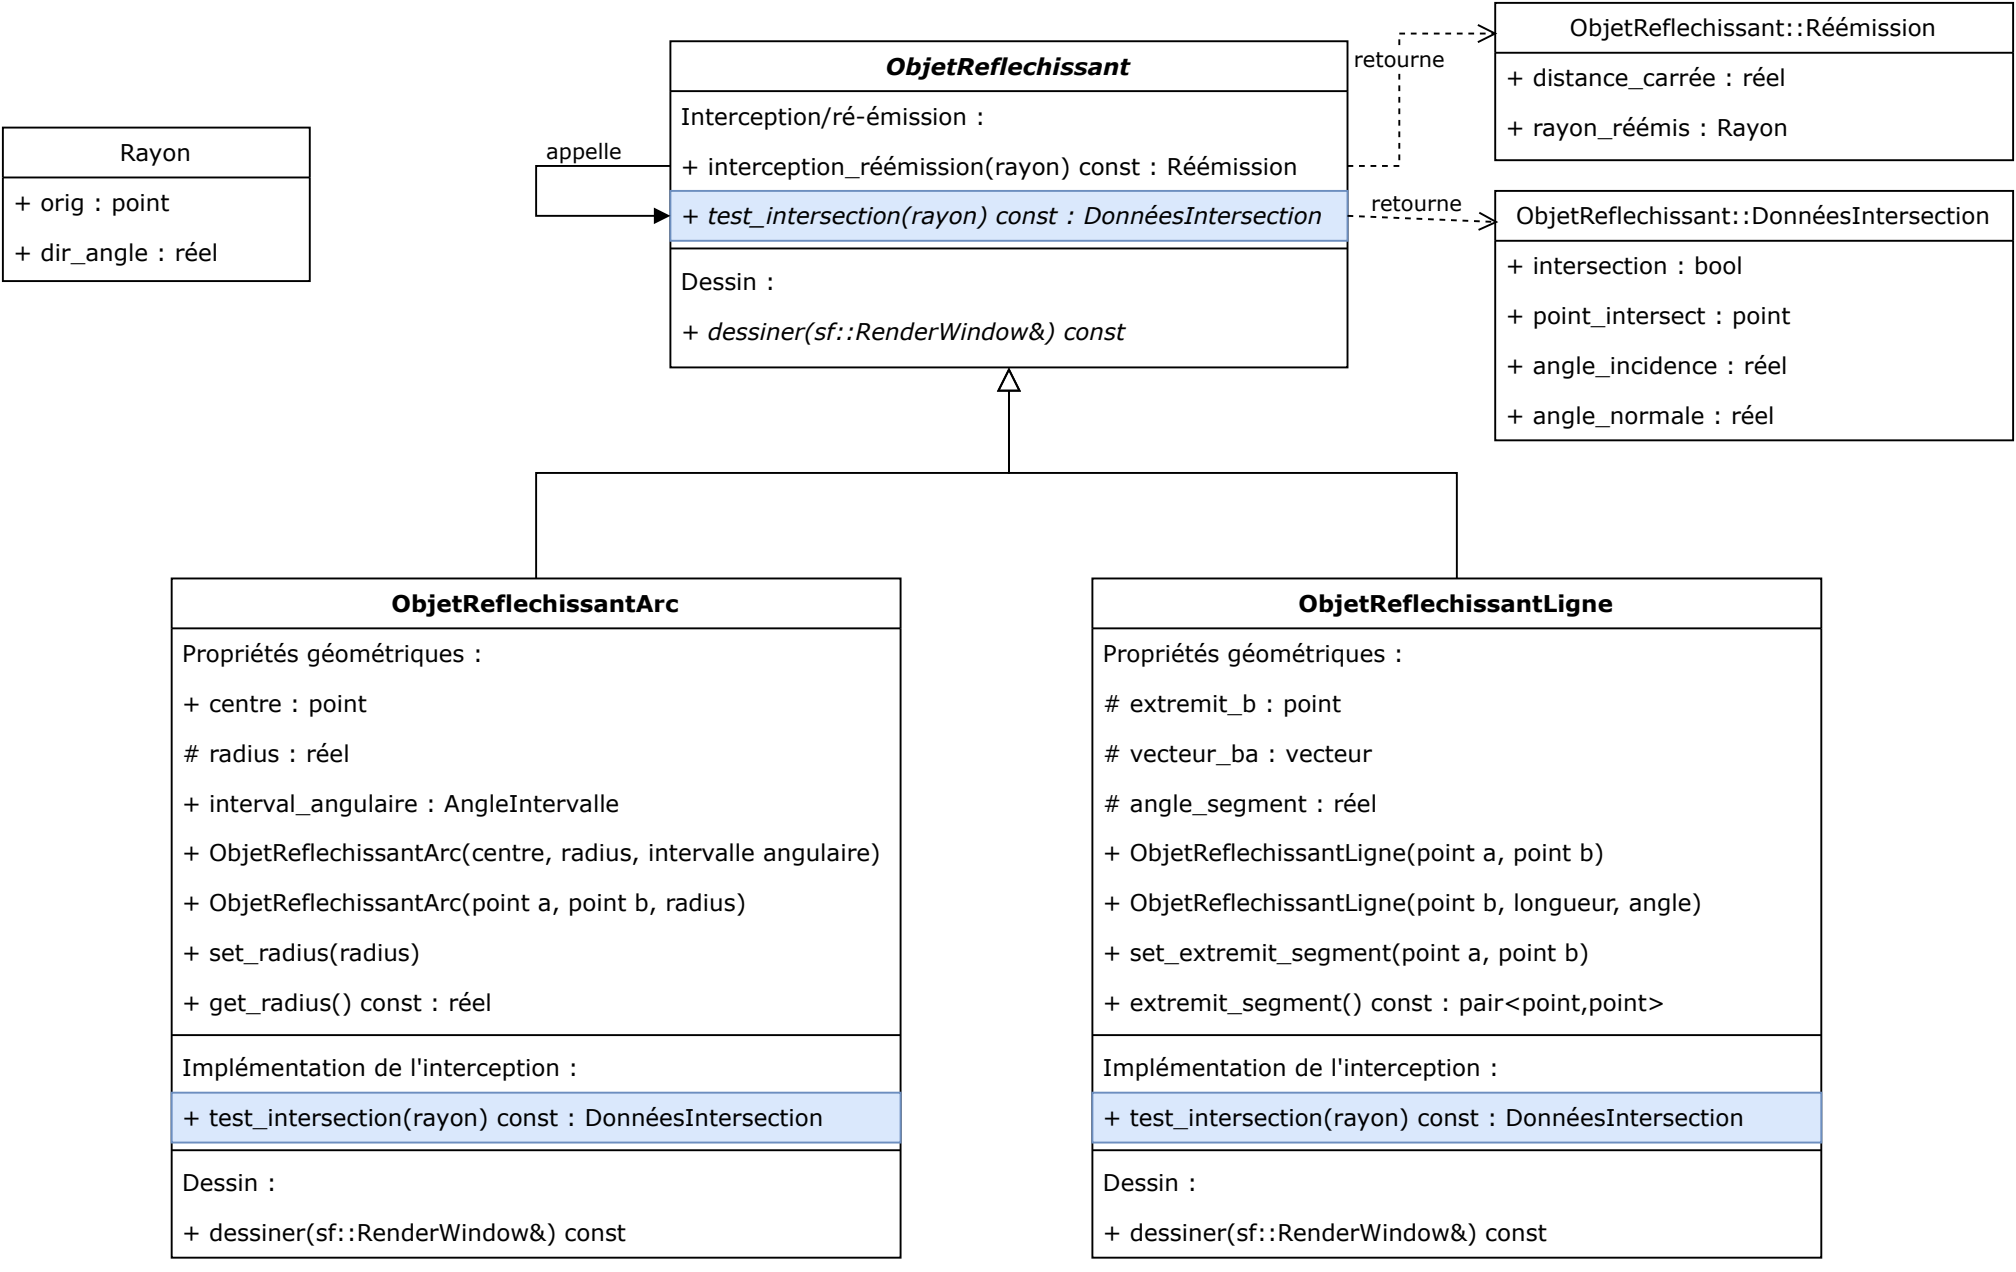 Rayon
+ orig : point
+ dir_angle : réel
appelle
ObjetReflechissant
Interception/ré-émission :
+ interception_réémission(rayon) const : Réémission
+ test_intersection(rayon) const : DonnéesIntersection
Dessin :
+ dessiner(sf::RenderWindow&) const
retourne
ObjetReflechissant::Réémission
+ distance_carrée : réel
+ rayon_réémis : Rayon
retourne
ObjetReflechissant::DonnéesIntersection
+ intersection : bool
+ point_intersect : point
+ angle_incidence : réel
+ angle_normale : réel
ObjetReflechissantArc
Propriétés géométriques :
+ centre : point
# radius : réel
+ interval_angulaire : AngleIntervalle
+ ObjetReflechissantArc(centre, radius, intervalle angulaire)
+ ObjetReflechissantArc(point a, point b, radius)
+ set_radius(radius)
+ get_radius() const : réel
Implémentation de l'interception :
+ test_intersection(rayon) const : DonnéesIntersection
Dessin :
+ dessiner(sf::RenderWindow&) const
ObjetReflechissantLigne
Propriétés géométriques :
# extremit_b : point
# vecteur_ba : vecteur
# angle_segment : réel
+ ObjetReflechissantLigne(point a, point b)
+ ObjetReflechissantLigne(point b, longueur, angle)
+ set_extremit_segment(point a, point b)
+ extremit_segment() const : pair<point,point>
Implémentation de l'interception :
+ test_intersection(rayon) const : DonnéesIntersection
Dessin :
+ dessiner(sf::RenderWindow&) const